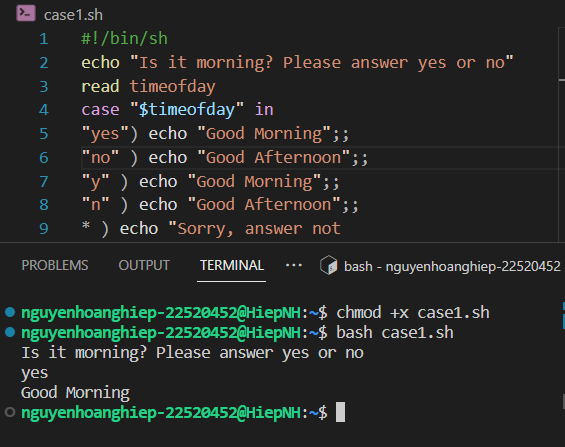 case1.sh
1 #!/bin/sh
2 echo "Is it morning? Please answer yes or no"
3 read timeofday
4 case "$timeofday" in
5 "yes") echo "Good Morning";;
6 "no" ) echo "Good Afternoon";;
7 "y" ) echo "Good Morning";;
8 "n" ) echo "Good Afternoon";;
9 * ) echo "Sorry, answer not
PROBLEMS OUTPUT TERMINAL ··· bash - nguyenhoanghiep-22520452
nguyenhoanghiep-22520452@HiepNH:~$ chmod +x case1.sh
nguyenhoanghiep-22520452@HiepNH:~$ bash case1.sh
Is it morning? Please answer yes or no
yes
Good Morning
nguyenhoanghiep-22520452@HiepNH:~$